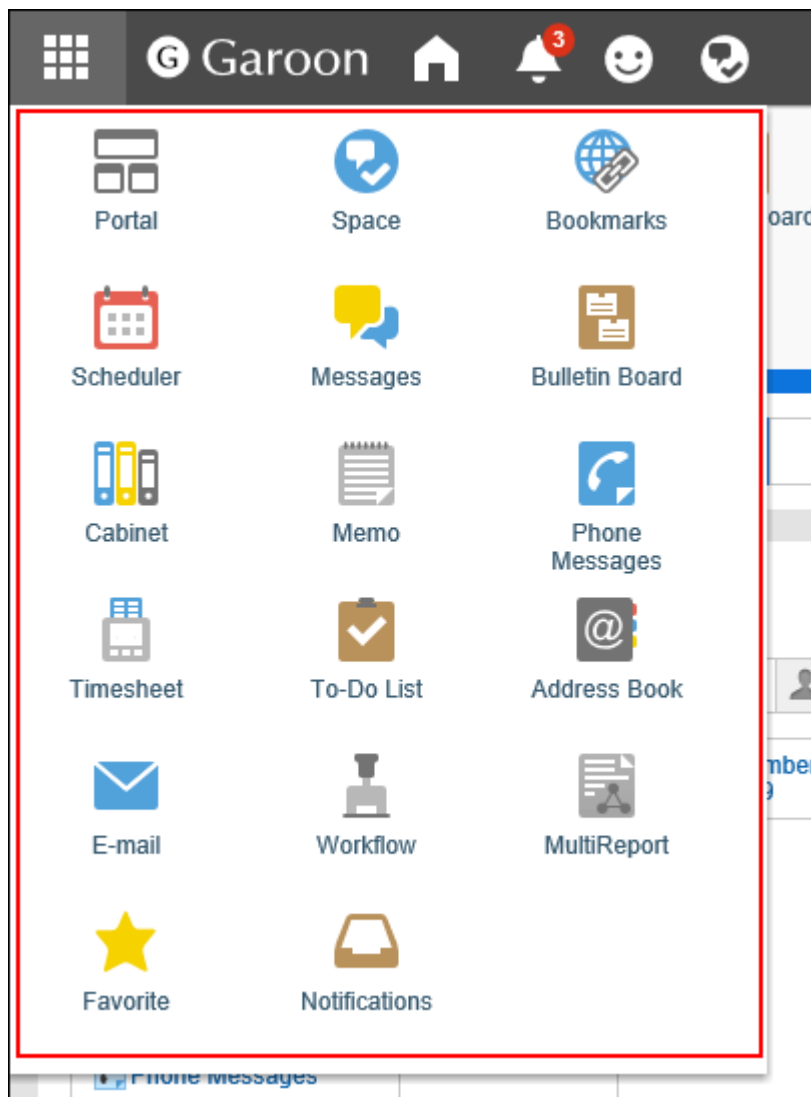 G Garoon 3
Portal Space Bookmarks
Scheduler Messages Bulletin Board
Cabinet Memo Phone
Messages
Timesheet To-Do List @ Address Book
E-mail Workflow MultiReport
Favorite Notifications
Phone Messages